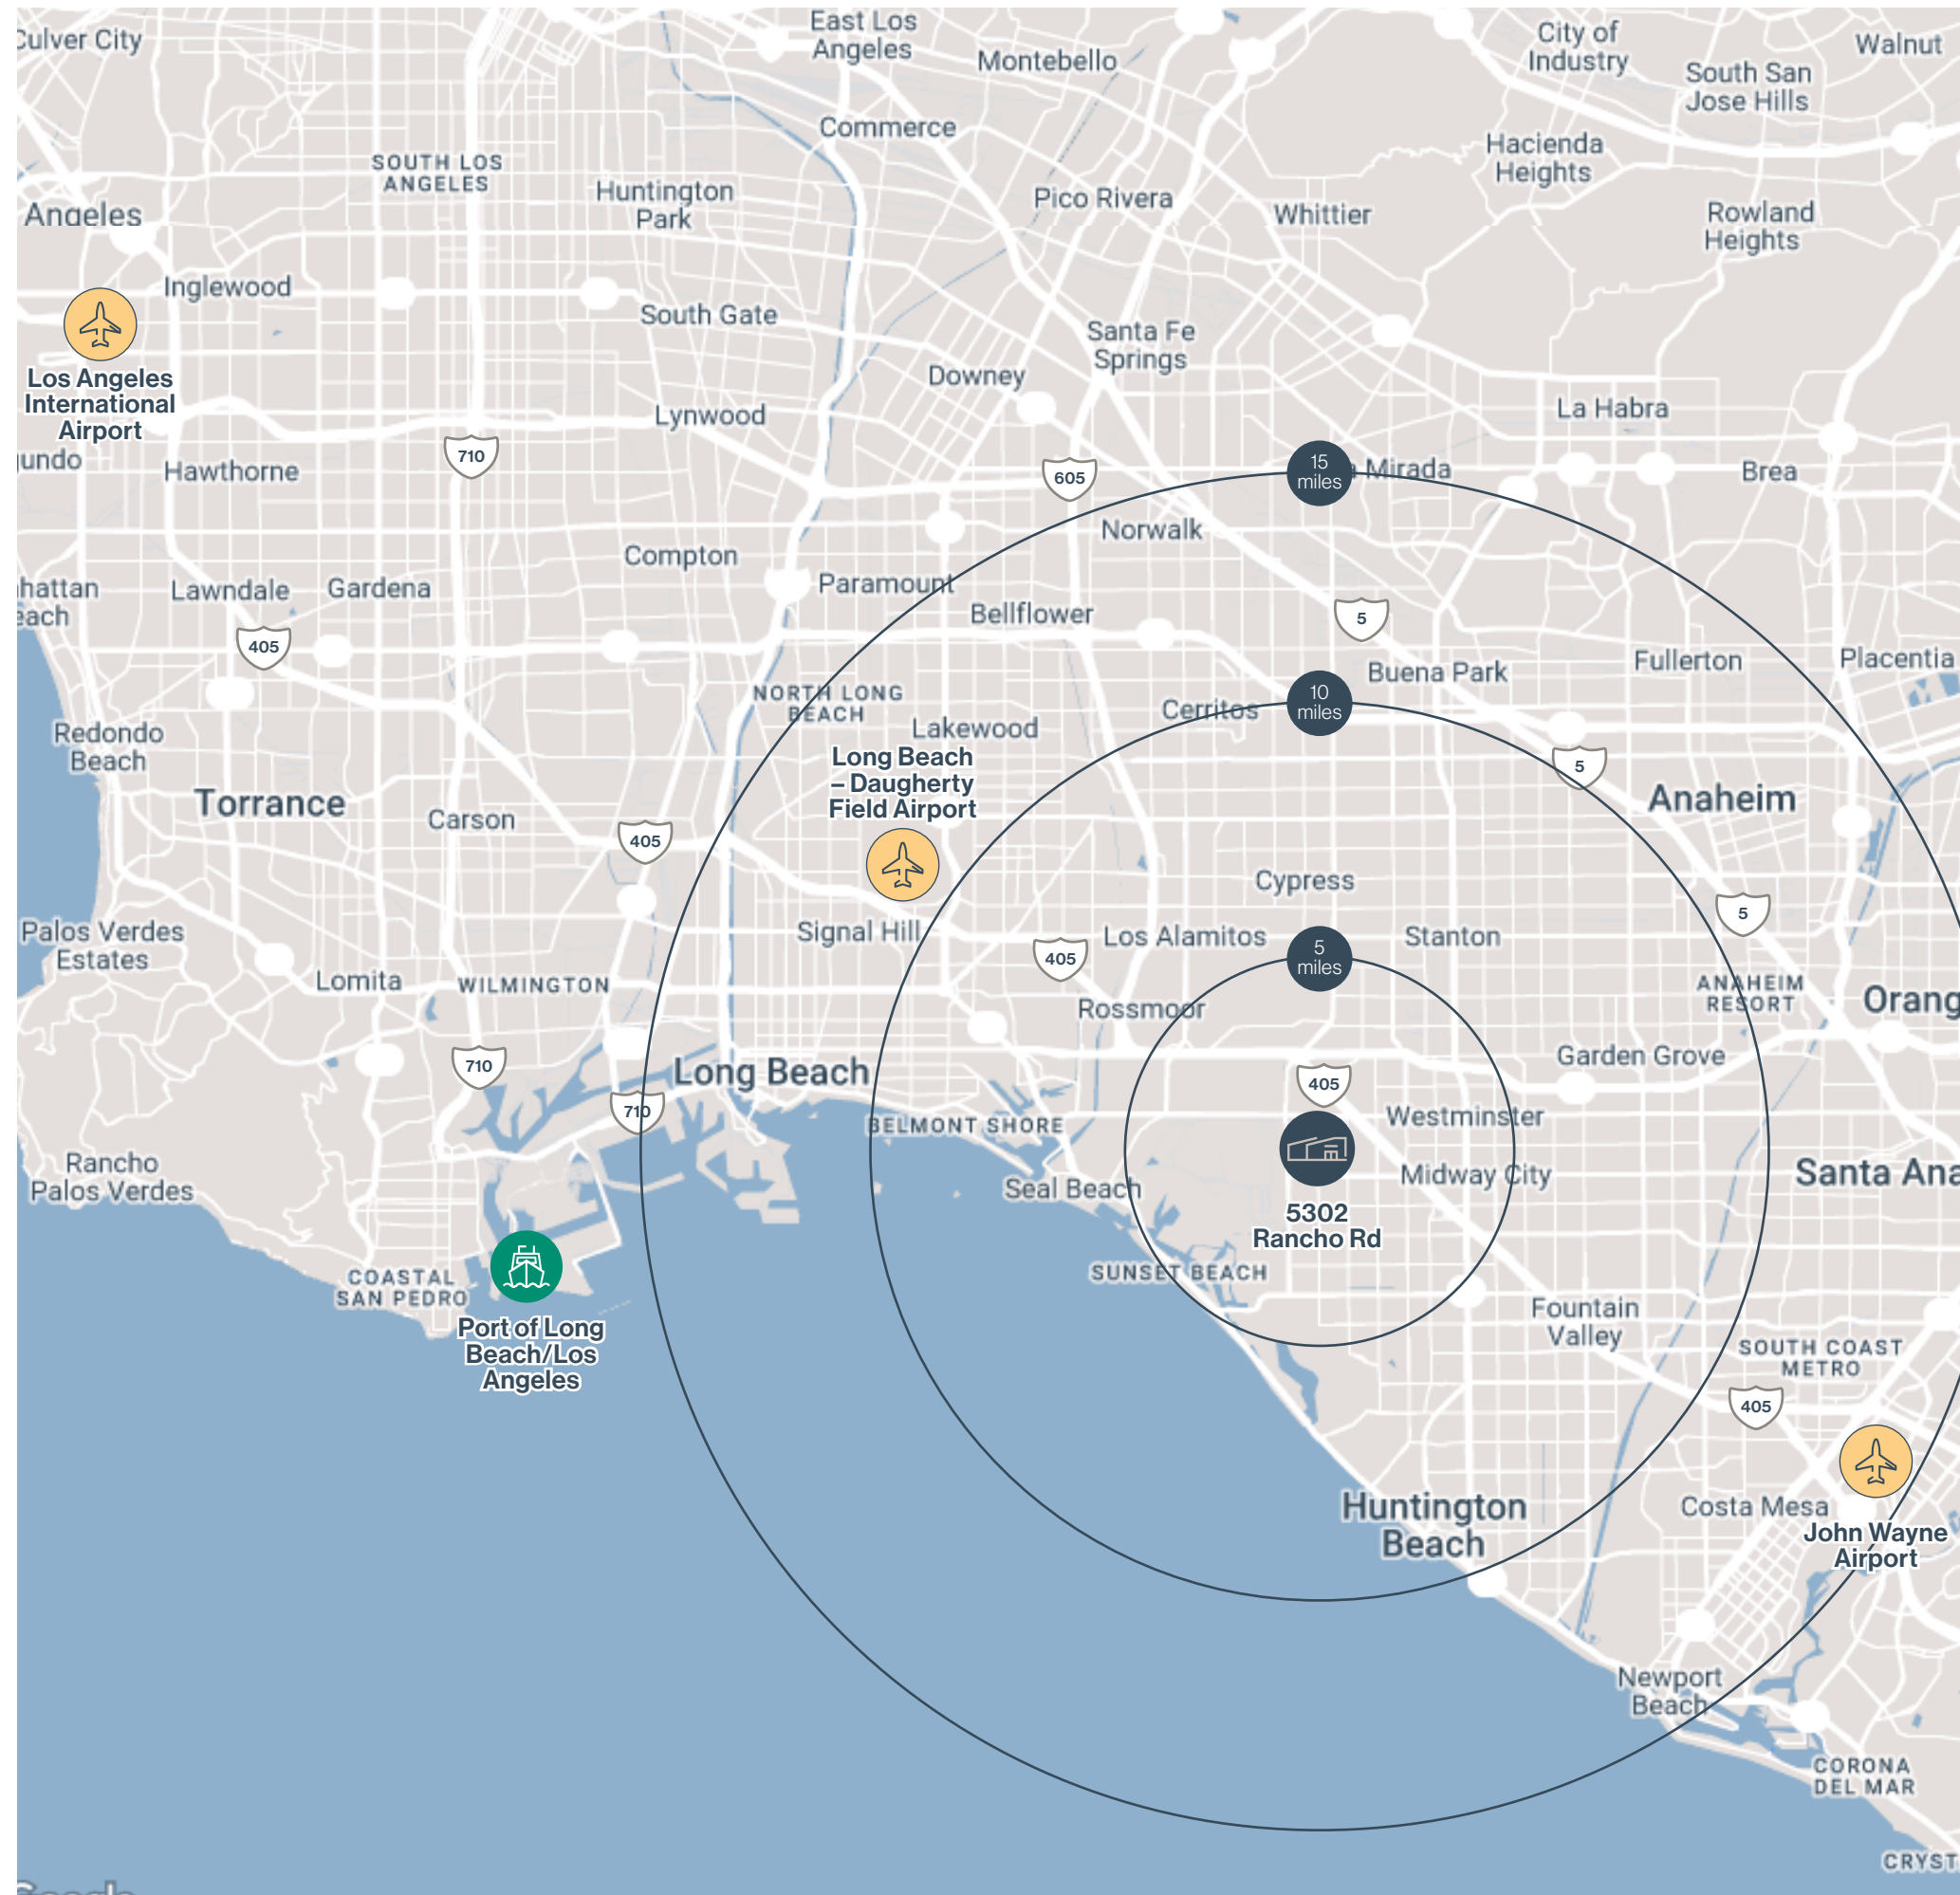 Culver City
East Los
Angeles
Montebello
City of
Industry
Walnut
South San
Jose Hills
Commerce
Hacienda
Heights
SOUTH LOS
ANGELES
Huntington
Park
Pico Rivera
Whittier
Rowland
Heights
Angeles
Inglewood
South Gate
Santa Fe
Springs
Downey
Los Angeles
International
Airport
Lynwood
La Habra
710
15
miles
Mirada
605
Hawthorne
Brea
Norwalk
Compton
Paramount
Lawndale
Gardena
Bellflower
5
405
Buena Park
Fullerton
Placentia
NORTH LONG
BEACH
10
miles
Cerritos
Lakewood
Redondo
Beach
Long Beach
– Daugherty
Field Airport
5
Torrance
Anaheim
Carson
405
Cypress
5
Palos Verdes
Estates
Signal Hill
Los Alamitos
Stanton
405
5
miles
Lomita
WILMINGTON
Rossmoor
ANAHEIM
RESORT
Orang
710
Long Beach
Garden Grove
405
710
BELMONT SHORE
Westminster
Rancho
Palos Verdes
Seal Beach
Midway City
Santa Ana
5302
Rancho Rd
SUNSET BEACH
COASTAL
SAN PEDRO
Port of Long
Beach/Los
Angeles
Fountain
Valley
SOUTH COAST
METRO
405
Huntington
Beach
Costa Mesa
John Wayne
Airport
Newport
Beach
CORONA
DEL MAR
CRYST